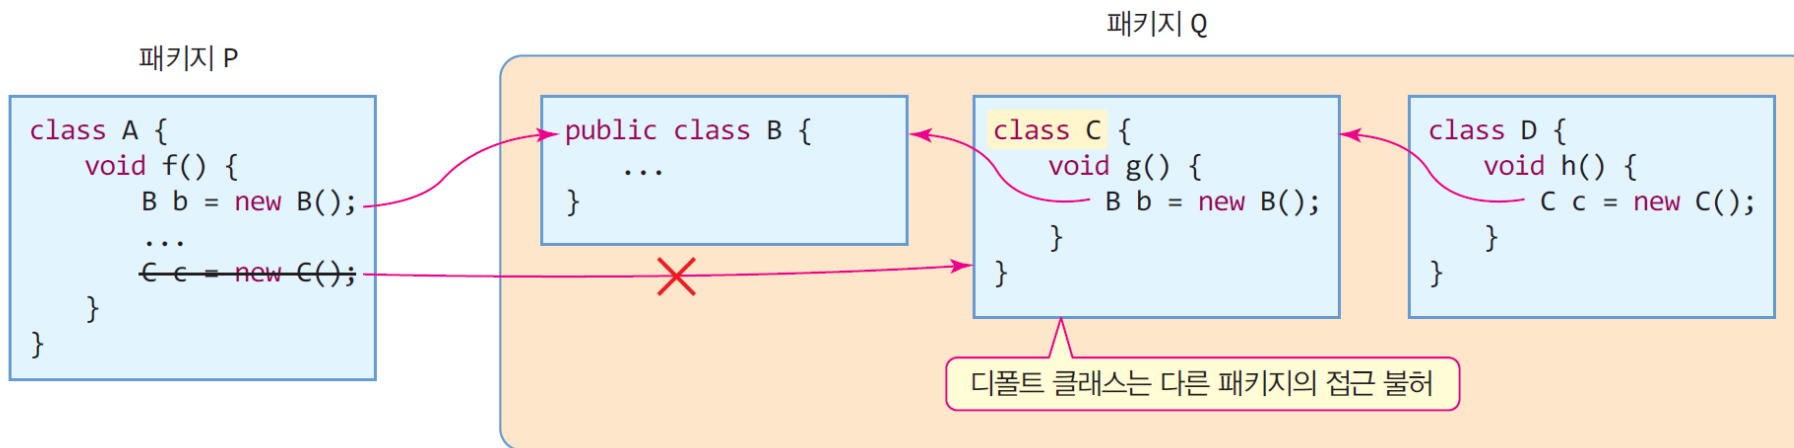 패키지 P
class A {
void f() {
B b = new B();
...
C c = new C();
}
}
패키지 Q
public class B {
...
}
class C {
void g() {
B b = new B();
}
}
class D {
void h() {
C c = new C();
}
}
디폴트 클래스는 다른 패키지의 접근 불허